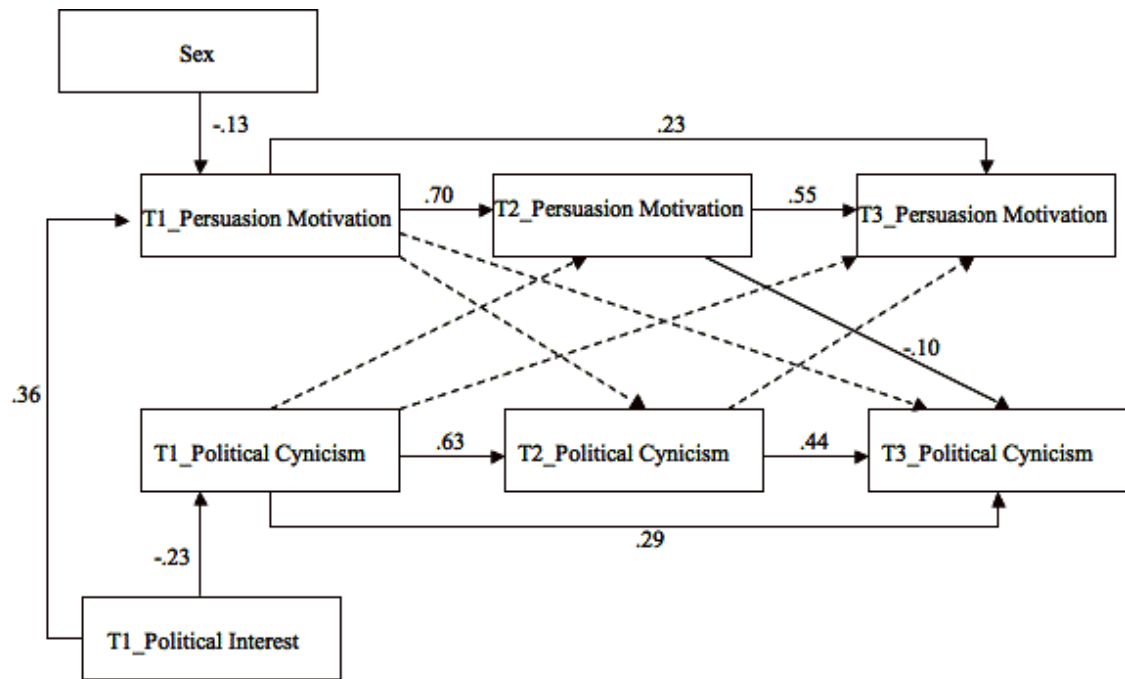 Sex
-.13
.23
T1_Persuasion Motivation
.70
T2_Persuasion Motivation
.55
T3_Persuasion Motivation
.36
-.10
T1_Political Cynicism
.63
T2_Political Cynicism
.44
T3_Political Cynicism
.29
-.23
T1_Political Interest